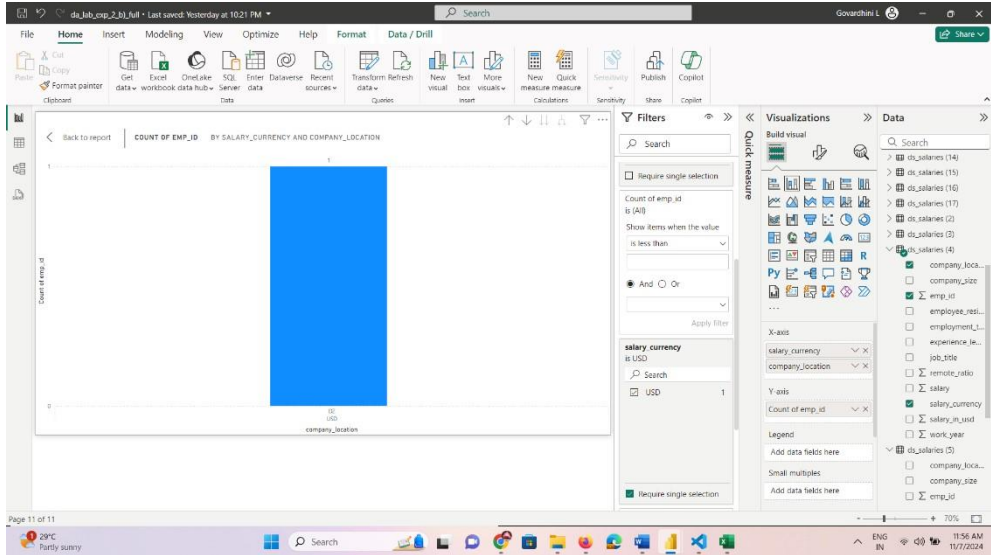 da_lab_exp_2_b)_full • Last saved: Yesterday at 10:21 PM
Search
Govardhini L
File Home Insert Modeling View Optimize Help Format Data / Drill
Share
Paste
Cut
Copy
Format painter
Get data
Excel workbook
OneLake data hub
SQL Server
Enter data
Dataverse
Recent sources
Transform data
Refresh
New visual
Text box
More visuals
New measure
Quick measure
Sensitivity
Publish
Copilot
Clipboard Data Queries Insert Calculations Sensitivity Share Copilot
Back to report
COUNT OF EMP_ID BY SALARY_CURRENCY AND COMPANY_LOCATION
1
1
Count of emp_id
0
USD
company_location
Filters
Search
Require single selection
Count of emp_id
is (All)
Show items when the value
is less than
And Or
Apply filter
salary_currency
is USD
Search
USD 1
Require single selection
Quick measure
Visualizations
Build visual
R
Py
...
X-axis
salary_currency
company_location
Y-axis
Count of emp_id
Legend
Add data fields here
Small multiples
Add data fields here
Data
Search
ds_salaries (14)
ds_salaries (15)
ds_salaries (16)
ds_salaries (17)
ds_salaries (2)
ds_salaries (3)
ds_salaries (4)
company_loca...
company_size
emp_id
employee_resi...
employment_t...
experience_le...
job_title
remote_ratio
salary
salary_currency
salary_in_usd
work_year
ds_salaries (5)
company_loca...
company_size
emp_id
Page 11 of 11
70%
29°C
Partly sunny
Search
ENG
IN
11:56 AM
11/7/2024